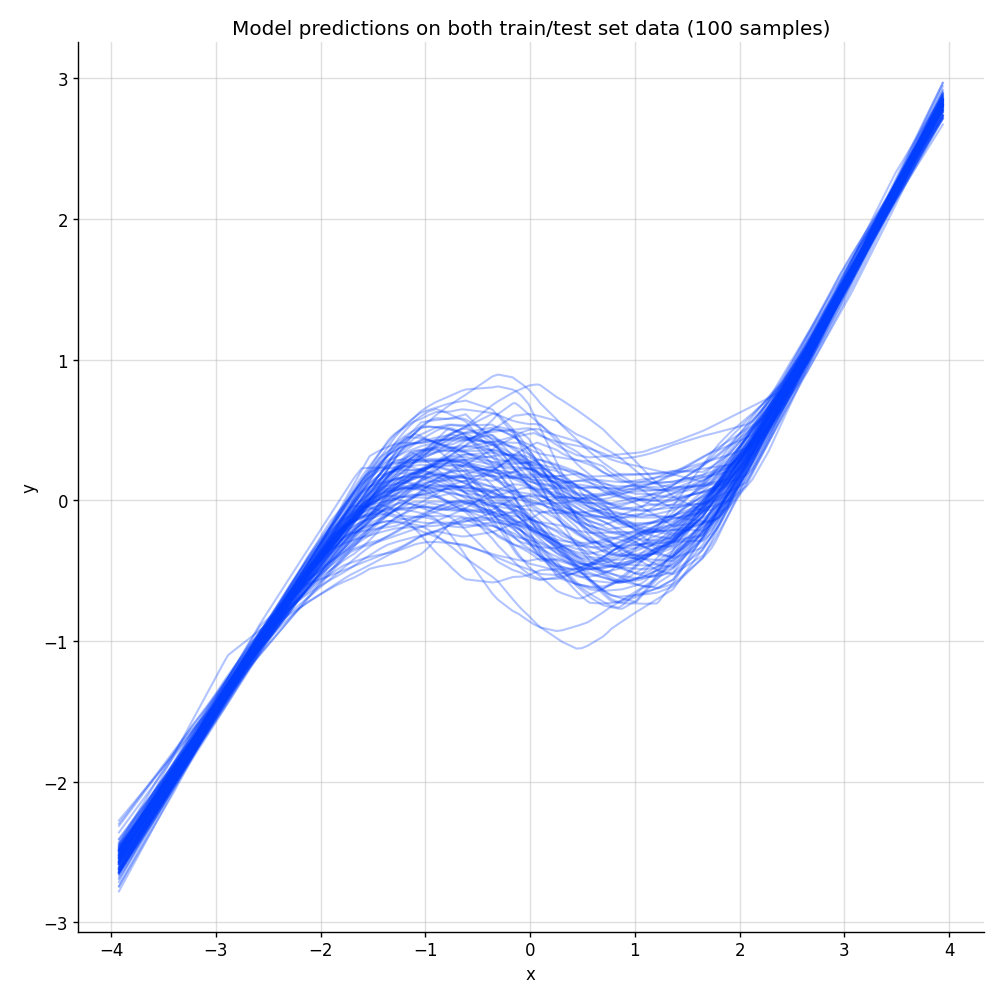 Model predictions on both train/test set data (100 samples)
3
2
1
0
−1
−2
−3
y
−4 −3 −2 −1 0 1 2 3 4
x